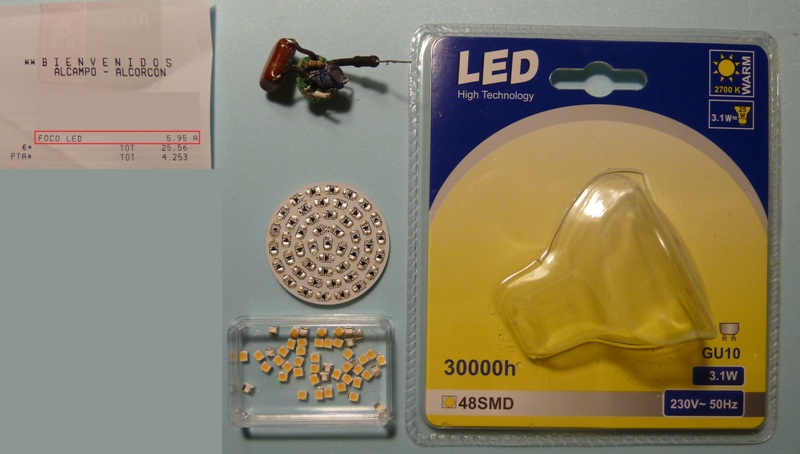 ** B I E N V E N I D O S
ALCAMPO - ALCORCON
FOCO LED 5.95 A
€* TOT 25,56
PTA* TOT 4.253
LED
High Technology
2700 K
WARM
3.1W≈
30000h
GU10
3.1W
48SMD
230V~ 50Hz